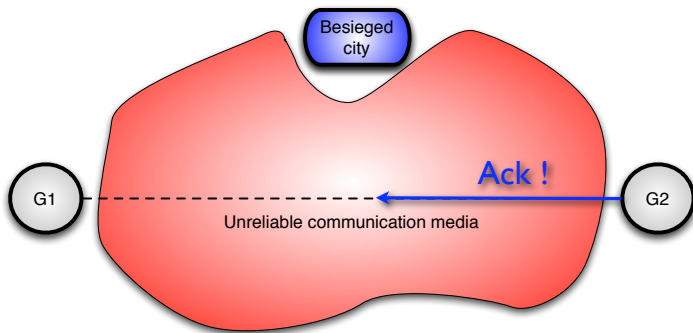 Besieged
city
Ack !
G1
G2
Unreliable communication media